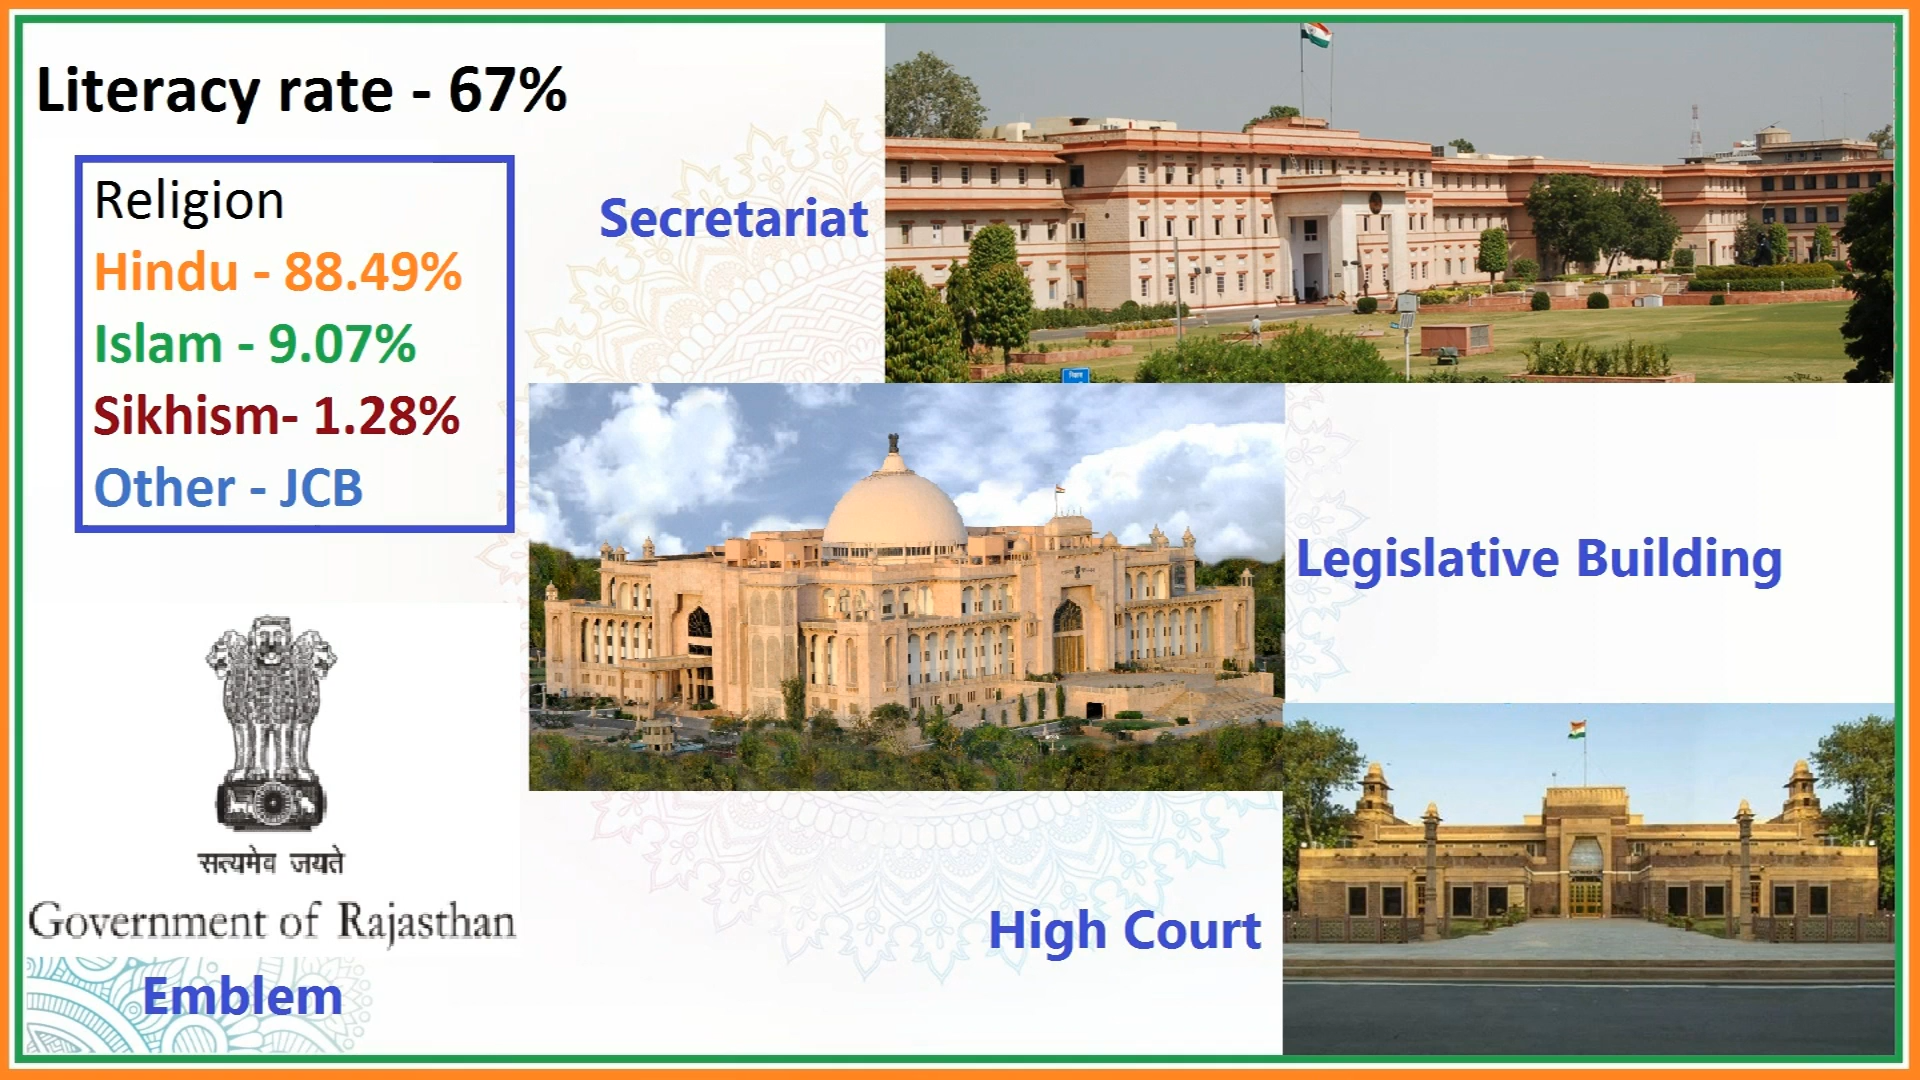 Literacy rate - 67%
Religion
Hindu - 88.49%
Islam - 9.07%
Sikhism- 1.28%
Other - JCB
Secretariat
Legislative Building
High Court
सत्यमेव जयते
Government of Rajasthan
Emblem